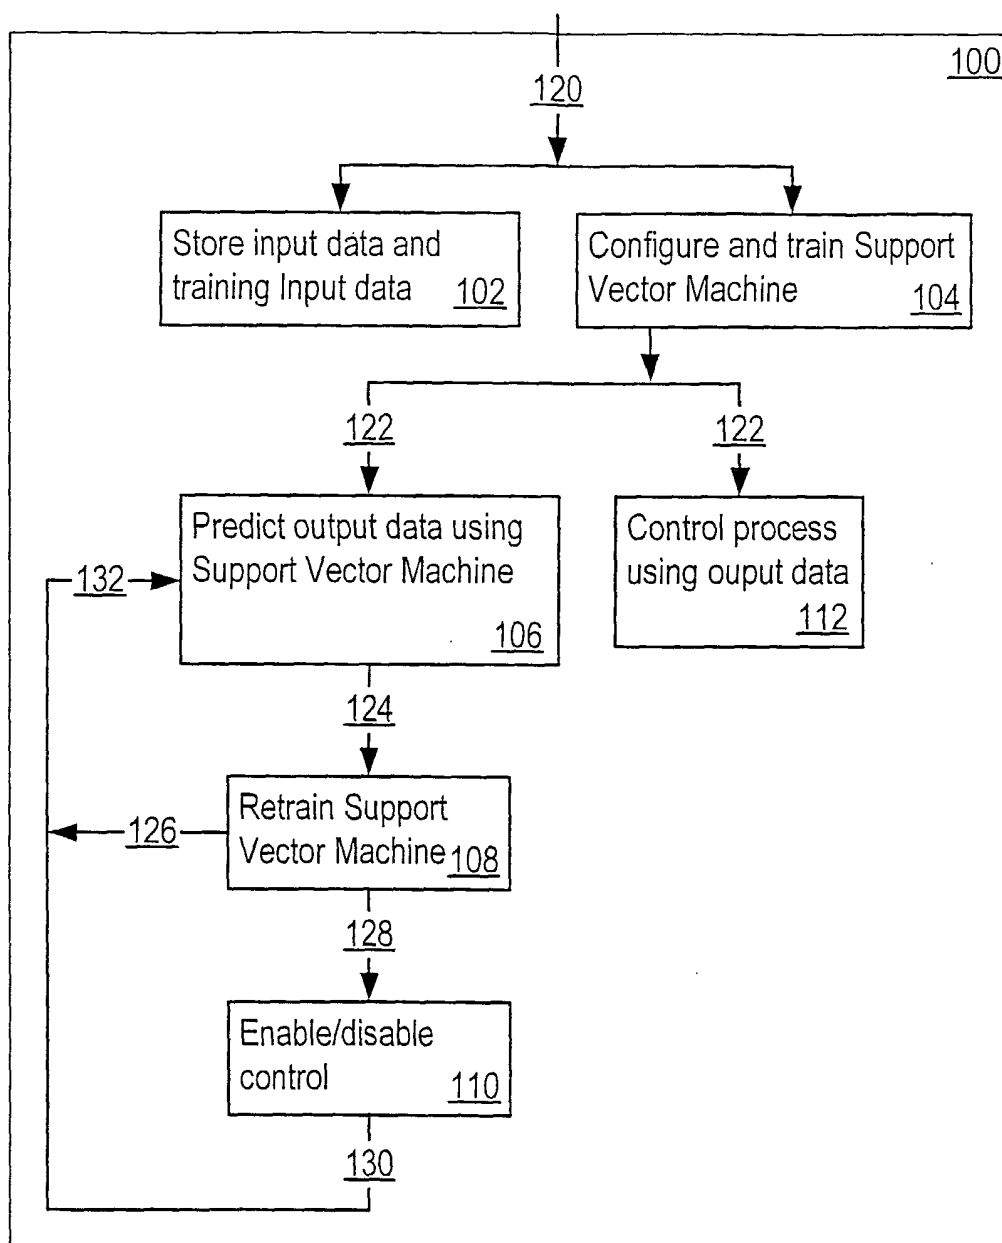 100
120
Store input data and
training Input data 102
Configure and train Support
Vector Machine 104
122
122
Predict output data using
Support Vector Machine
106
Control process
using ouput data
112
132
124
Retrain Support
Vector Machine 108
126
128
Enable/disable
control 110
130